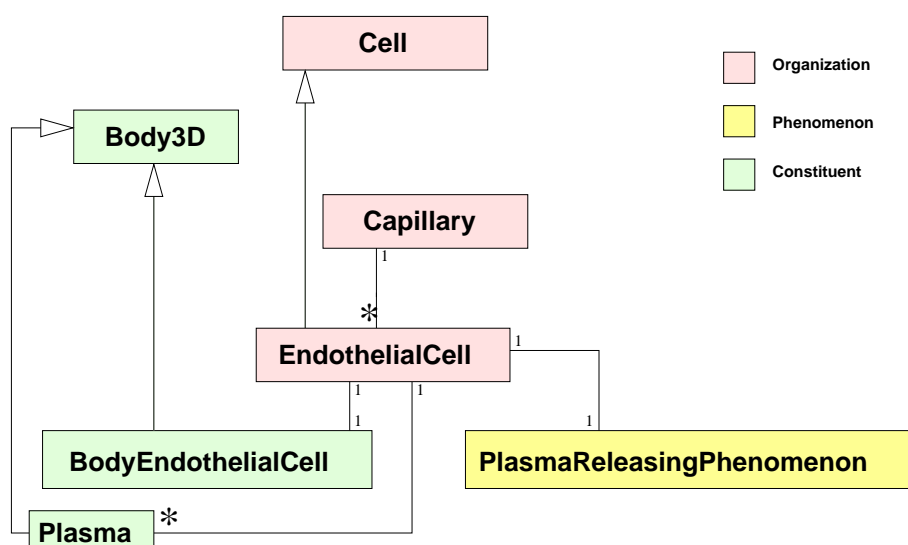 Cell
Organization
Body3D
Phenomenon
Constituent
Capillary
1
*
EndothelialCell
1
1
1
1
1
BodyEndothelialCell
PlasmaReleasingPhenomenon
*
Plasma